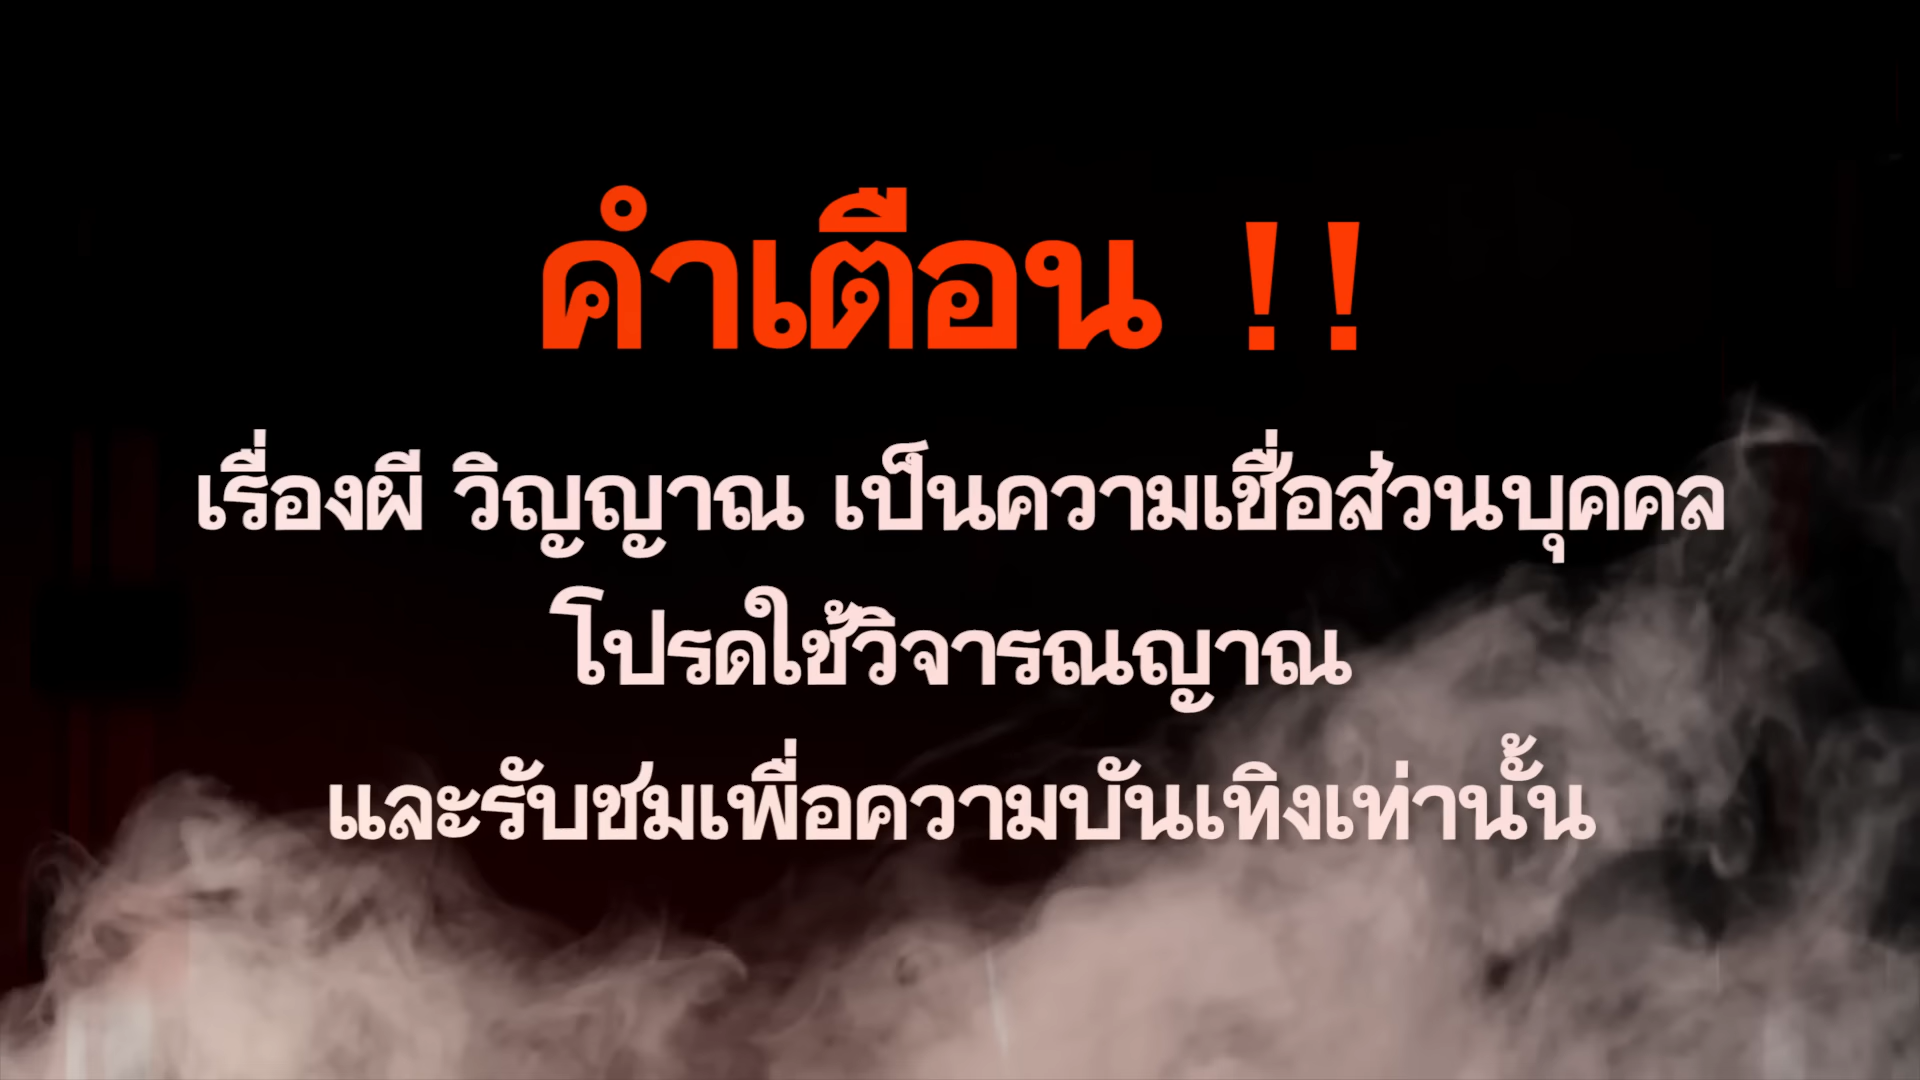 คำเตือน !!
เรื่องผี วิญญาณ เป็นความเชื่อส่วนบุคคล
โปรดใช้วิจารณญาณ
และรับชมเพื่อความบันเทิงเท่านั้น